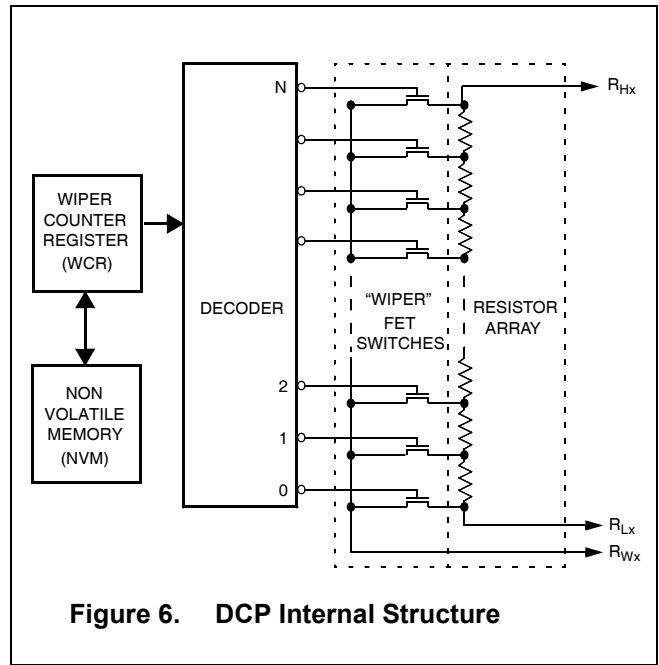 N
R_Hx
WIPER
COUNTER
REGISTER
(WCR)
DECODER
“WIPER”
FET
SWITCHES
RESISTOR
ARRAY
NON
VOLATILE
MEMORY
(NVM)
2
1
0
R_Lx
R_Wx
Figure 6. DCP Internal Structure